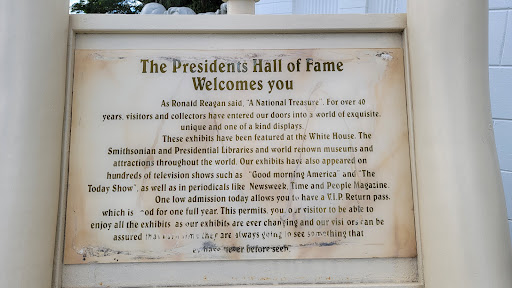 The Presidents Hall of Fame
Welcomes you
As Ronald Reagan said, "A National Treasure". For over 40
years, visitors and collectors have entered our doors into a world of exquisite,
unique and one of a kind displays.
These exhibits have been featured at the White House. The
Smithsonian and Presidential Libraries and world renown museums and
attractions throughout the world. Our exhibits have also appeared on
hundreds of television shows such as "Good morning America" and "The
Today Show", as well as in periodicals like Newsweek, Time and People Magazine.
One low admission today allows you to have a V.I.P. Return pass,
which is ood for one full year. This permits, you, our visitor to be able to
enjoy all the exhibits as our exhibits are ever changing and our visitors can be
assured that they are always going to see something that
have never before seen.